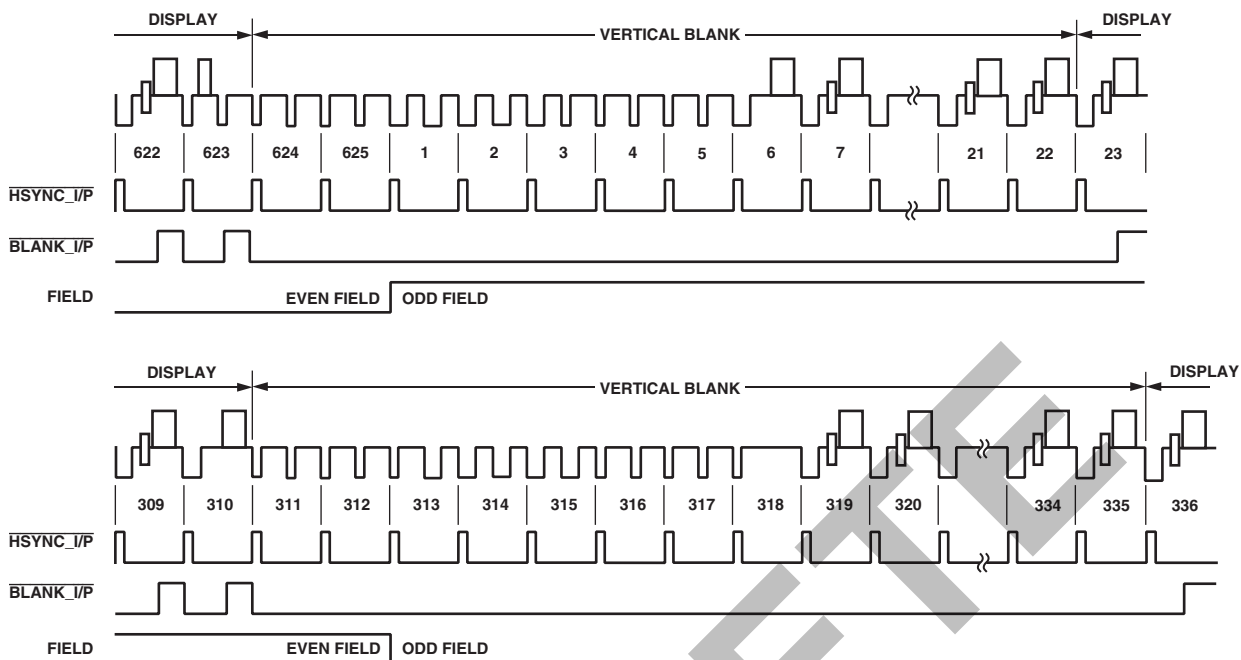 DISPLAY VERTICAL BLANK DISPLAY
622 623 624 625 1 2 3 4 5 6 7 21 22 23
HSYNC_I/P
BLANK_I/P
FIELD EVEN FIELD ODD FIELD
DISPLAY VERTICAL BLANK DISPLAY
309 310 311 312 313 314 315 316 317 318 319 320 334 335 336
HSYNC_I/P
BLANK_I/P
FIELD EVEN FIELD ODD FIELD
ETE